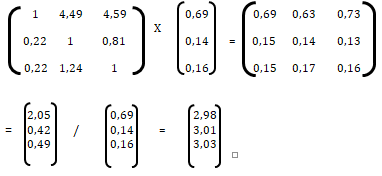 1 4,49 4,59 0,69 0,69 0,63 0,73
0,22 1 0,81 X 0,14 = 0,15 0,14 0,13
0,22 1,24 1 0,16 0,15 0,17 0,16
2,05 0,69 2,98
= 0,42 / 0,14 = 3,01
0,49 0,16 3,03